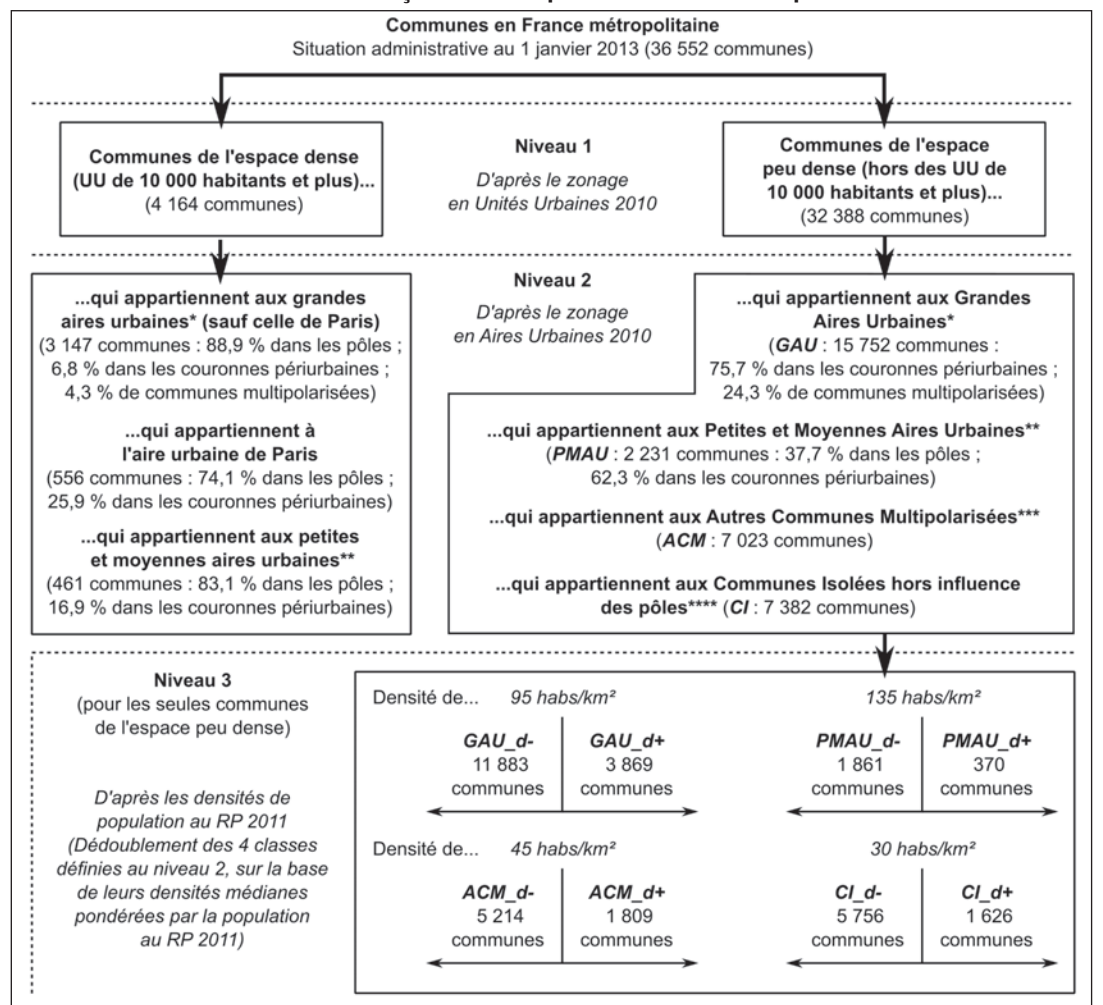 Communes en France métropolitaine
Situation administrative au 1 janvier 2013 (36 552 communes)
Communes de l'espace dense
(UU de 10 000 habitants et plus)...
(4 164 communes)
Niveau 1
D'après le zonage
en Unités Urbaines 2010
Communes de l'espace
peu dense (hors des UU de
10 000 habitants et plus)...
(32 388 communes)
...qui appartiennent aux grandes
aires urbaines* (sauf celle de Paris)
(3 147 communes : 88,9 % dans les pôles ;
6,8 % dans les couronnes périurbaines ;
4,3 % de communes multipolarisées)
...qui appartiennent à
l'aire urbaine de Paris
(556 communes : 74,1 % dans les pôles ;
25,9 % dans les couronnes périurbaines)
...qui appartiennent aux petites
et moyennes aires urbaines**
(461 communes : 83,1 % dans les pôles ;
16,9 % dans les couronnes périurbaines)
Niveau 2
D'après le zonage
en Aires Urbaines 2010
...qui appartiennent aux Grandes
Aires Urbaines*
(GAU : 15 752 communes :
75,7 % dans les couronnes périurbaines ;
24,3 % de communes multipolarisées)
...qui appartiennent aux Petites et Moyennes Aires Urbaines**
(PMAU : 2 231 communes : 37,7 % dans les pôles ;
62,3 % dans les couronnes périurbaines)
...qui appartiennent aux Autres Communes Multipolarisées***
(ACM : 7 023 communes)
...qui appartiennent aux Communes Isolées hors influence
des pôles**** (CI : 7 382 communes)
Niveau 3
(pour les seules communes
de l'espace peu dense)
D'après les densités de
population au RP 2011
(Dédoublement des 4 classes
définies au niveau 2, sur la base
de leurs densités médianes
pondérées par la population
au RP 2011)
Densité de... 95 habs/km² 135 habs/km²
GAU_d- GAU_d+ PMAU_d- PMAU_d+
11 883 3 869 1 861 370
communes communes communes communes
Densité de... 45 habs/km² 30 habs/km²
ACM_d- ACM_d+ CI_d- CI_d+
5 214 1 809 5 756 1 626
communes communes communes communes